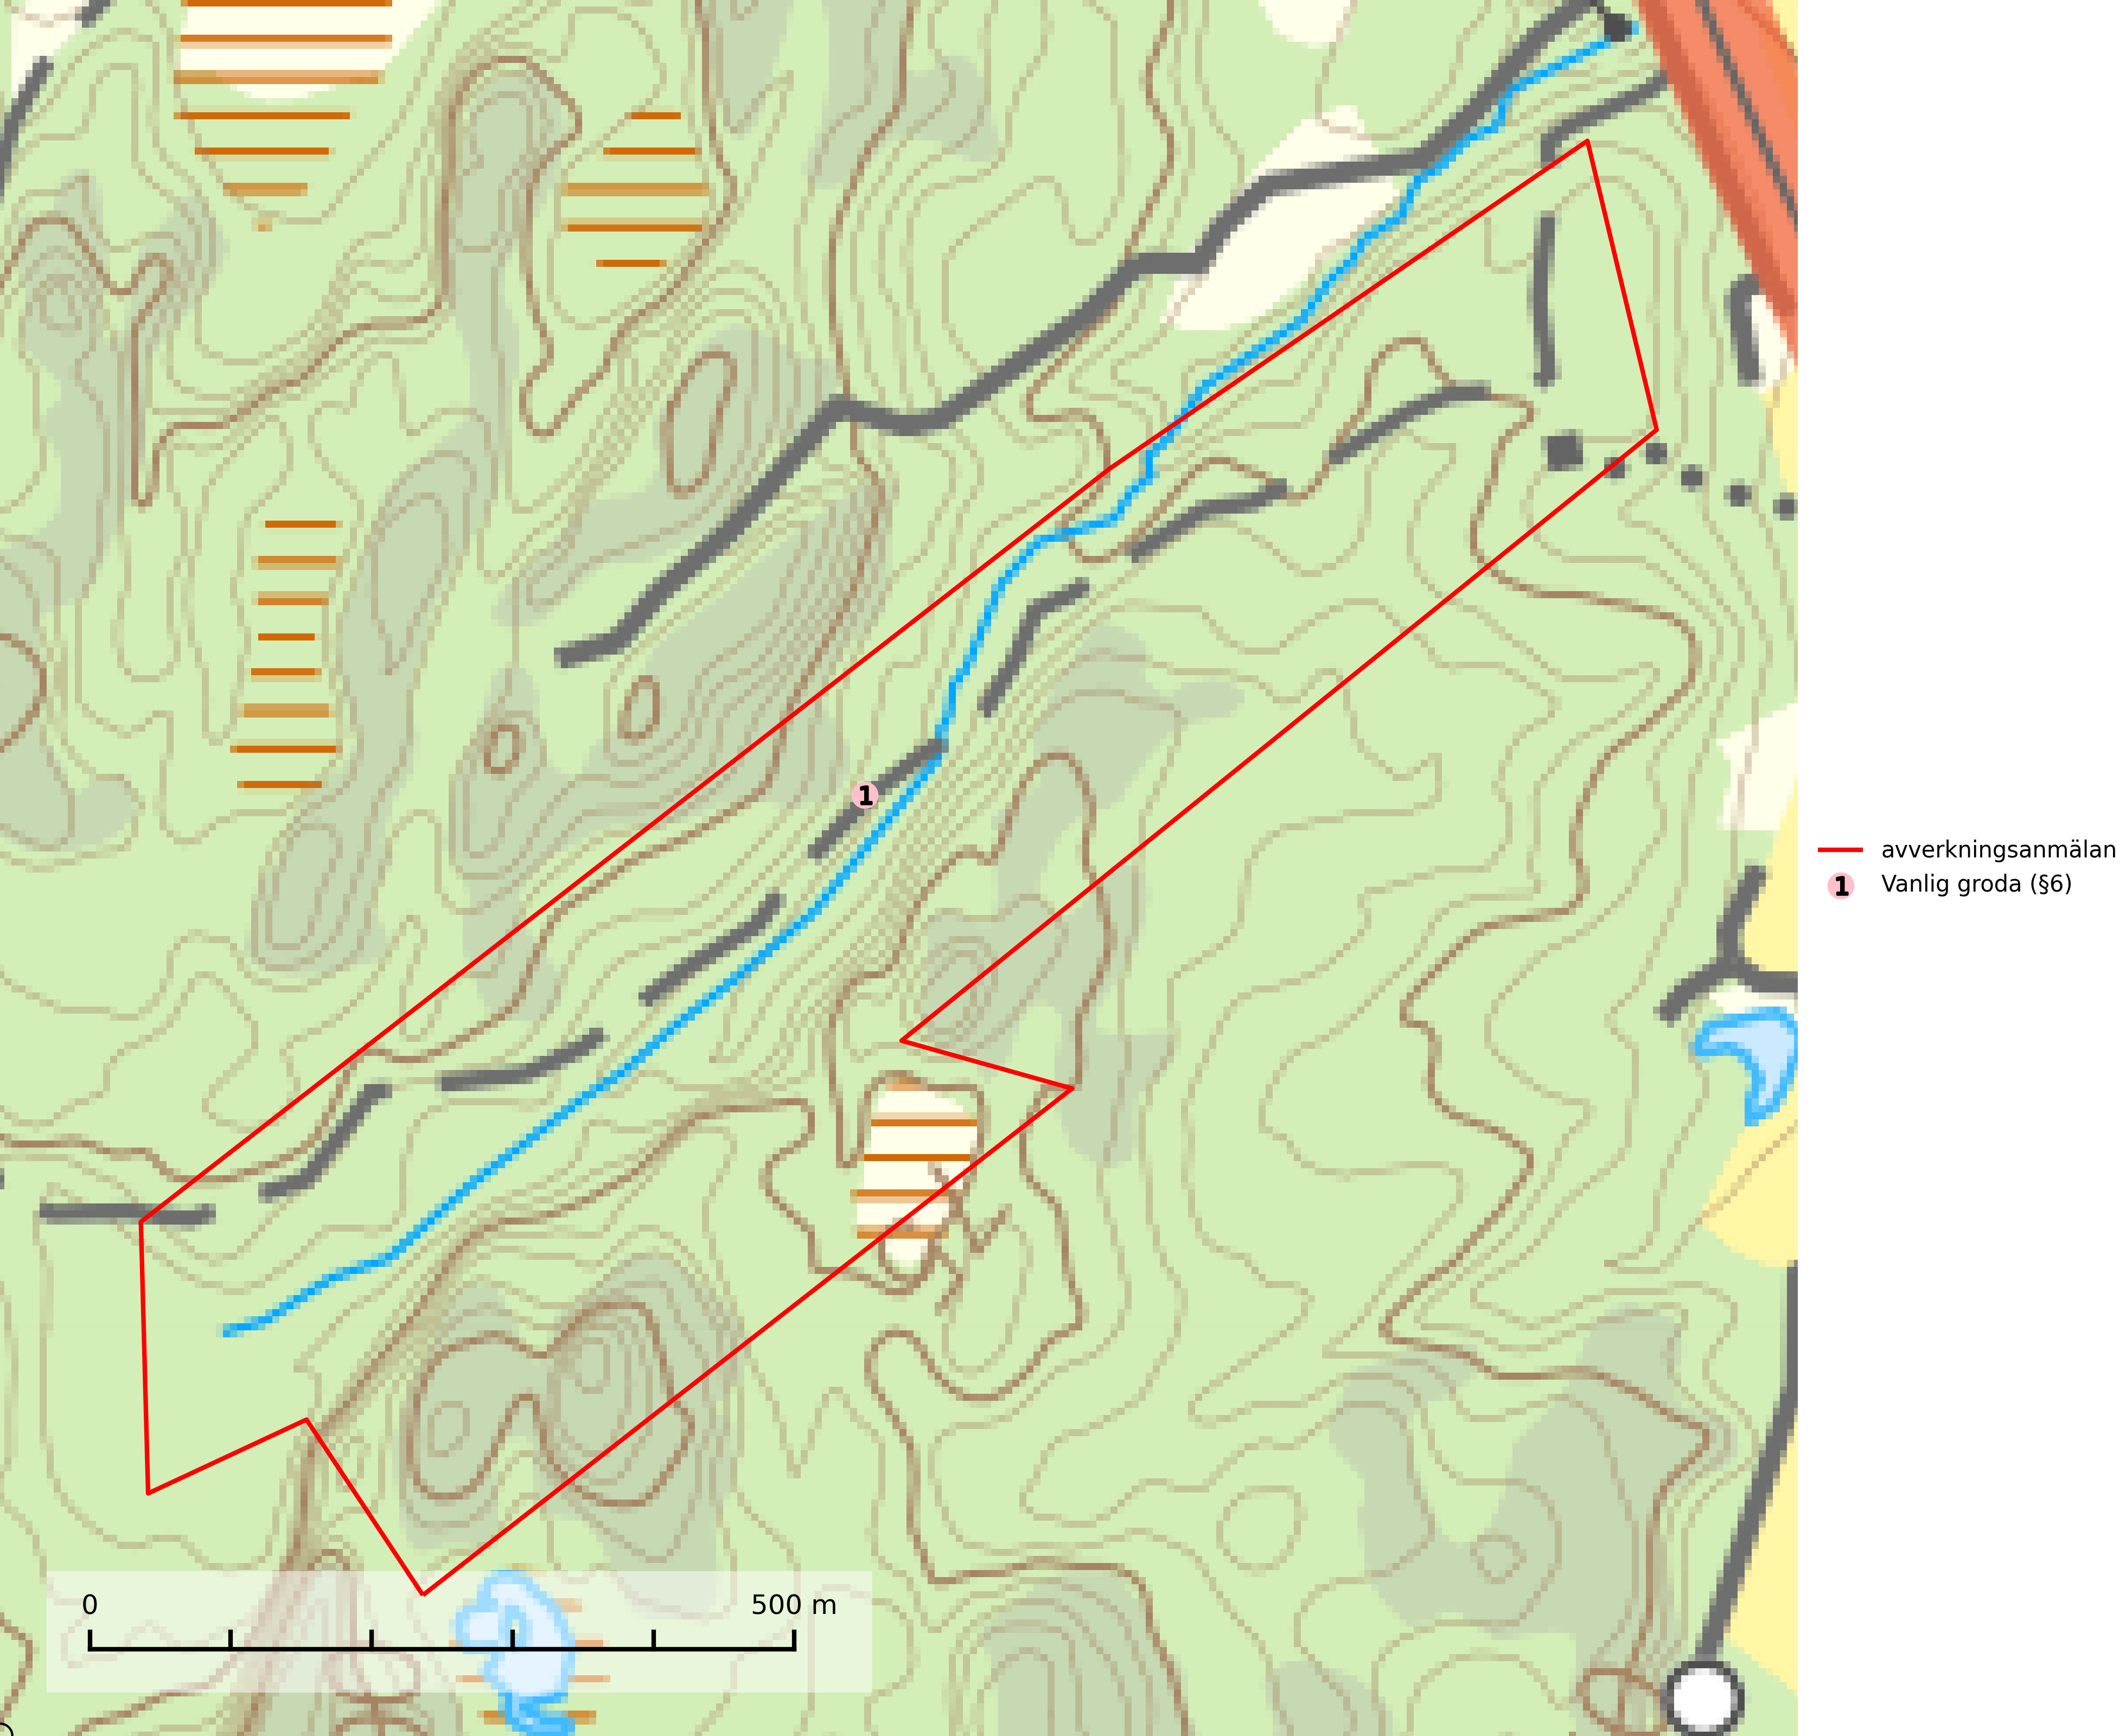 1
avverkningsanmälan
1 Vanlig groda (§6)
0 500 m